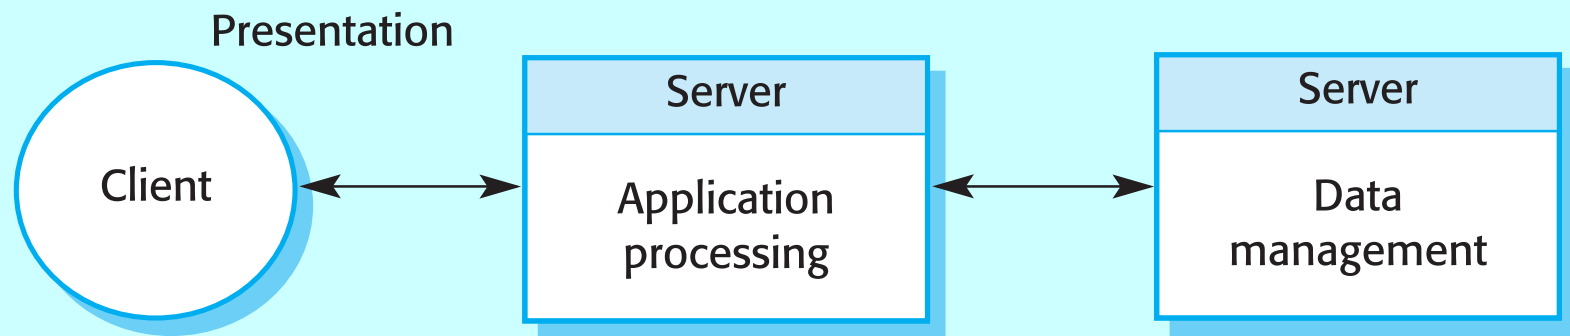 Presentation
Client
Server
Application
processing
Server
Data
management